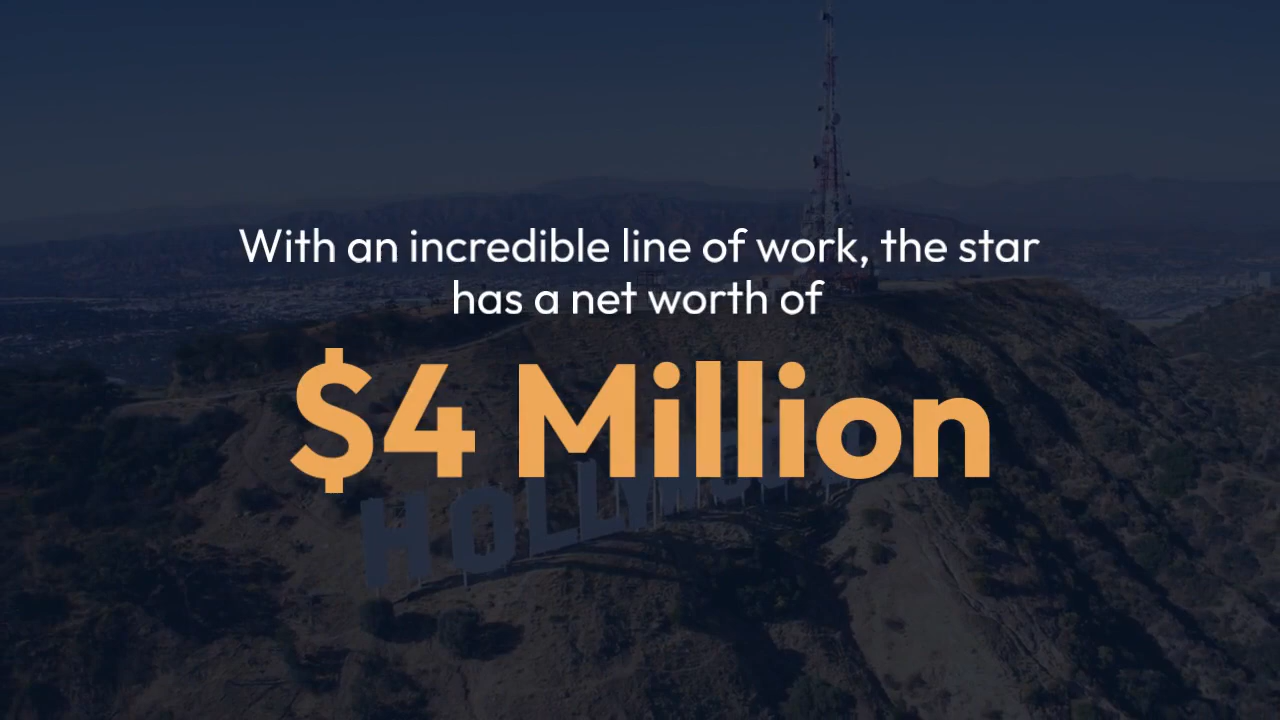 With an incredible line of work, the star
has a net worth of
$4 Million
HOLLYWOOD